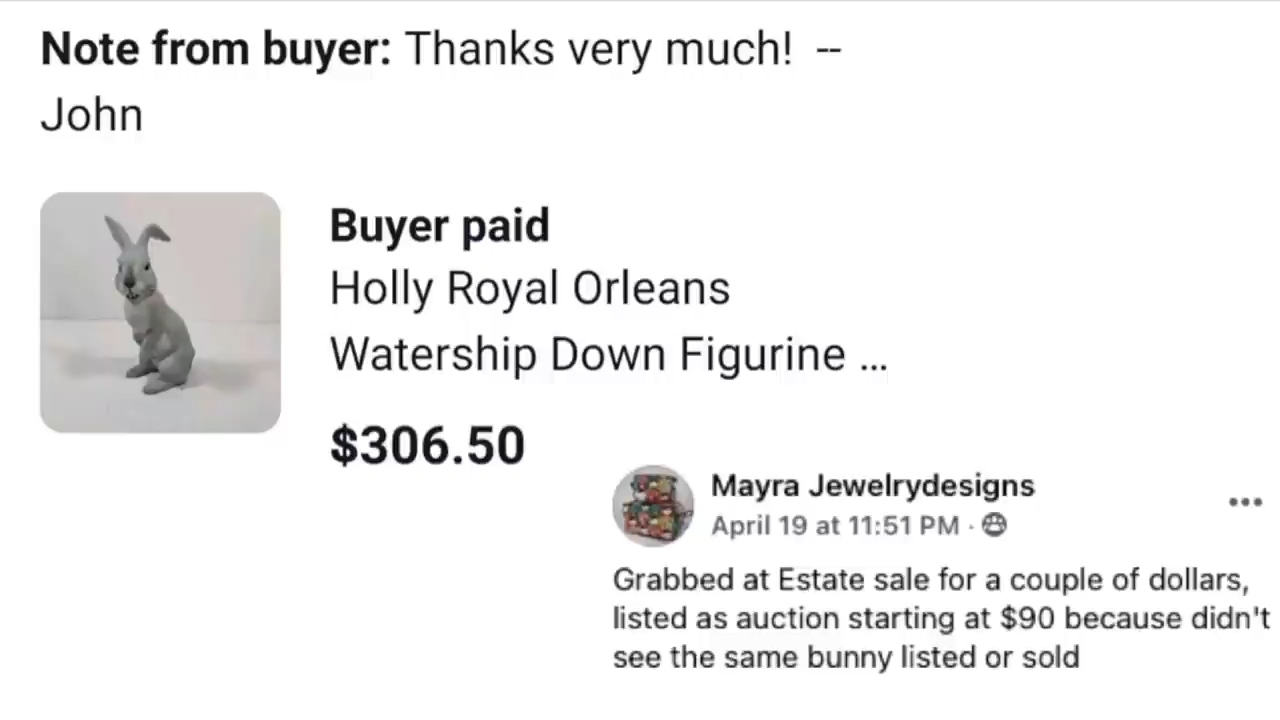 Note from buyer: Thanks very much! --
John
Buyer paid
Holly Royal Orleans
Watership Down Figurine ...
$306.50
Mayra Jewelrydesigns
April 19 at 11:51 PM ·
Grabbed at Estate sale for a couple of dollars,
listed as auction starting at $90 because didn't
see the same bunny listed or sold